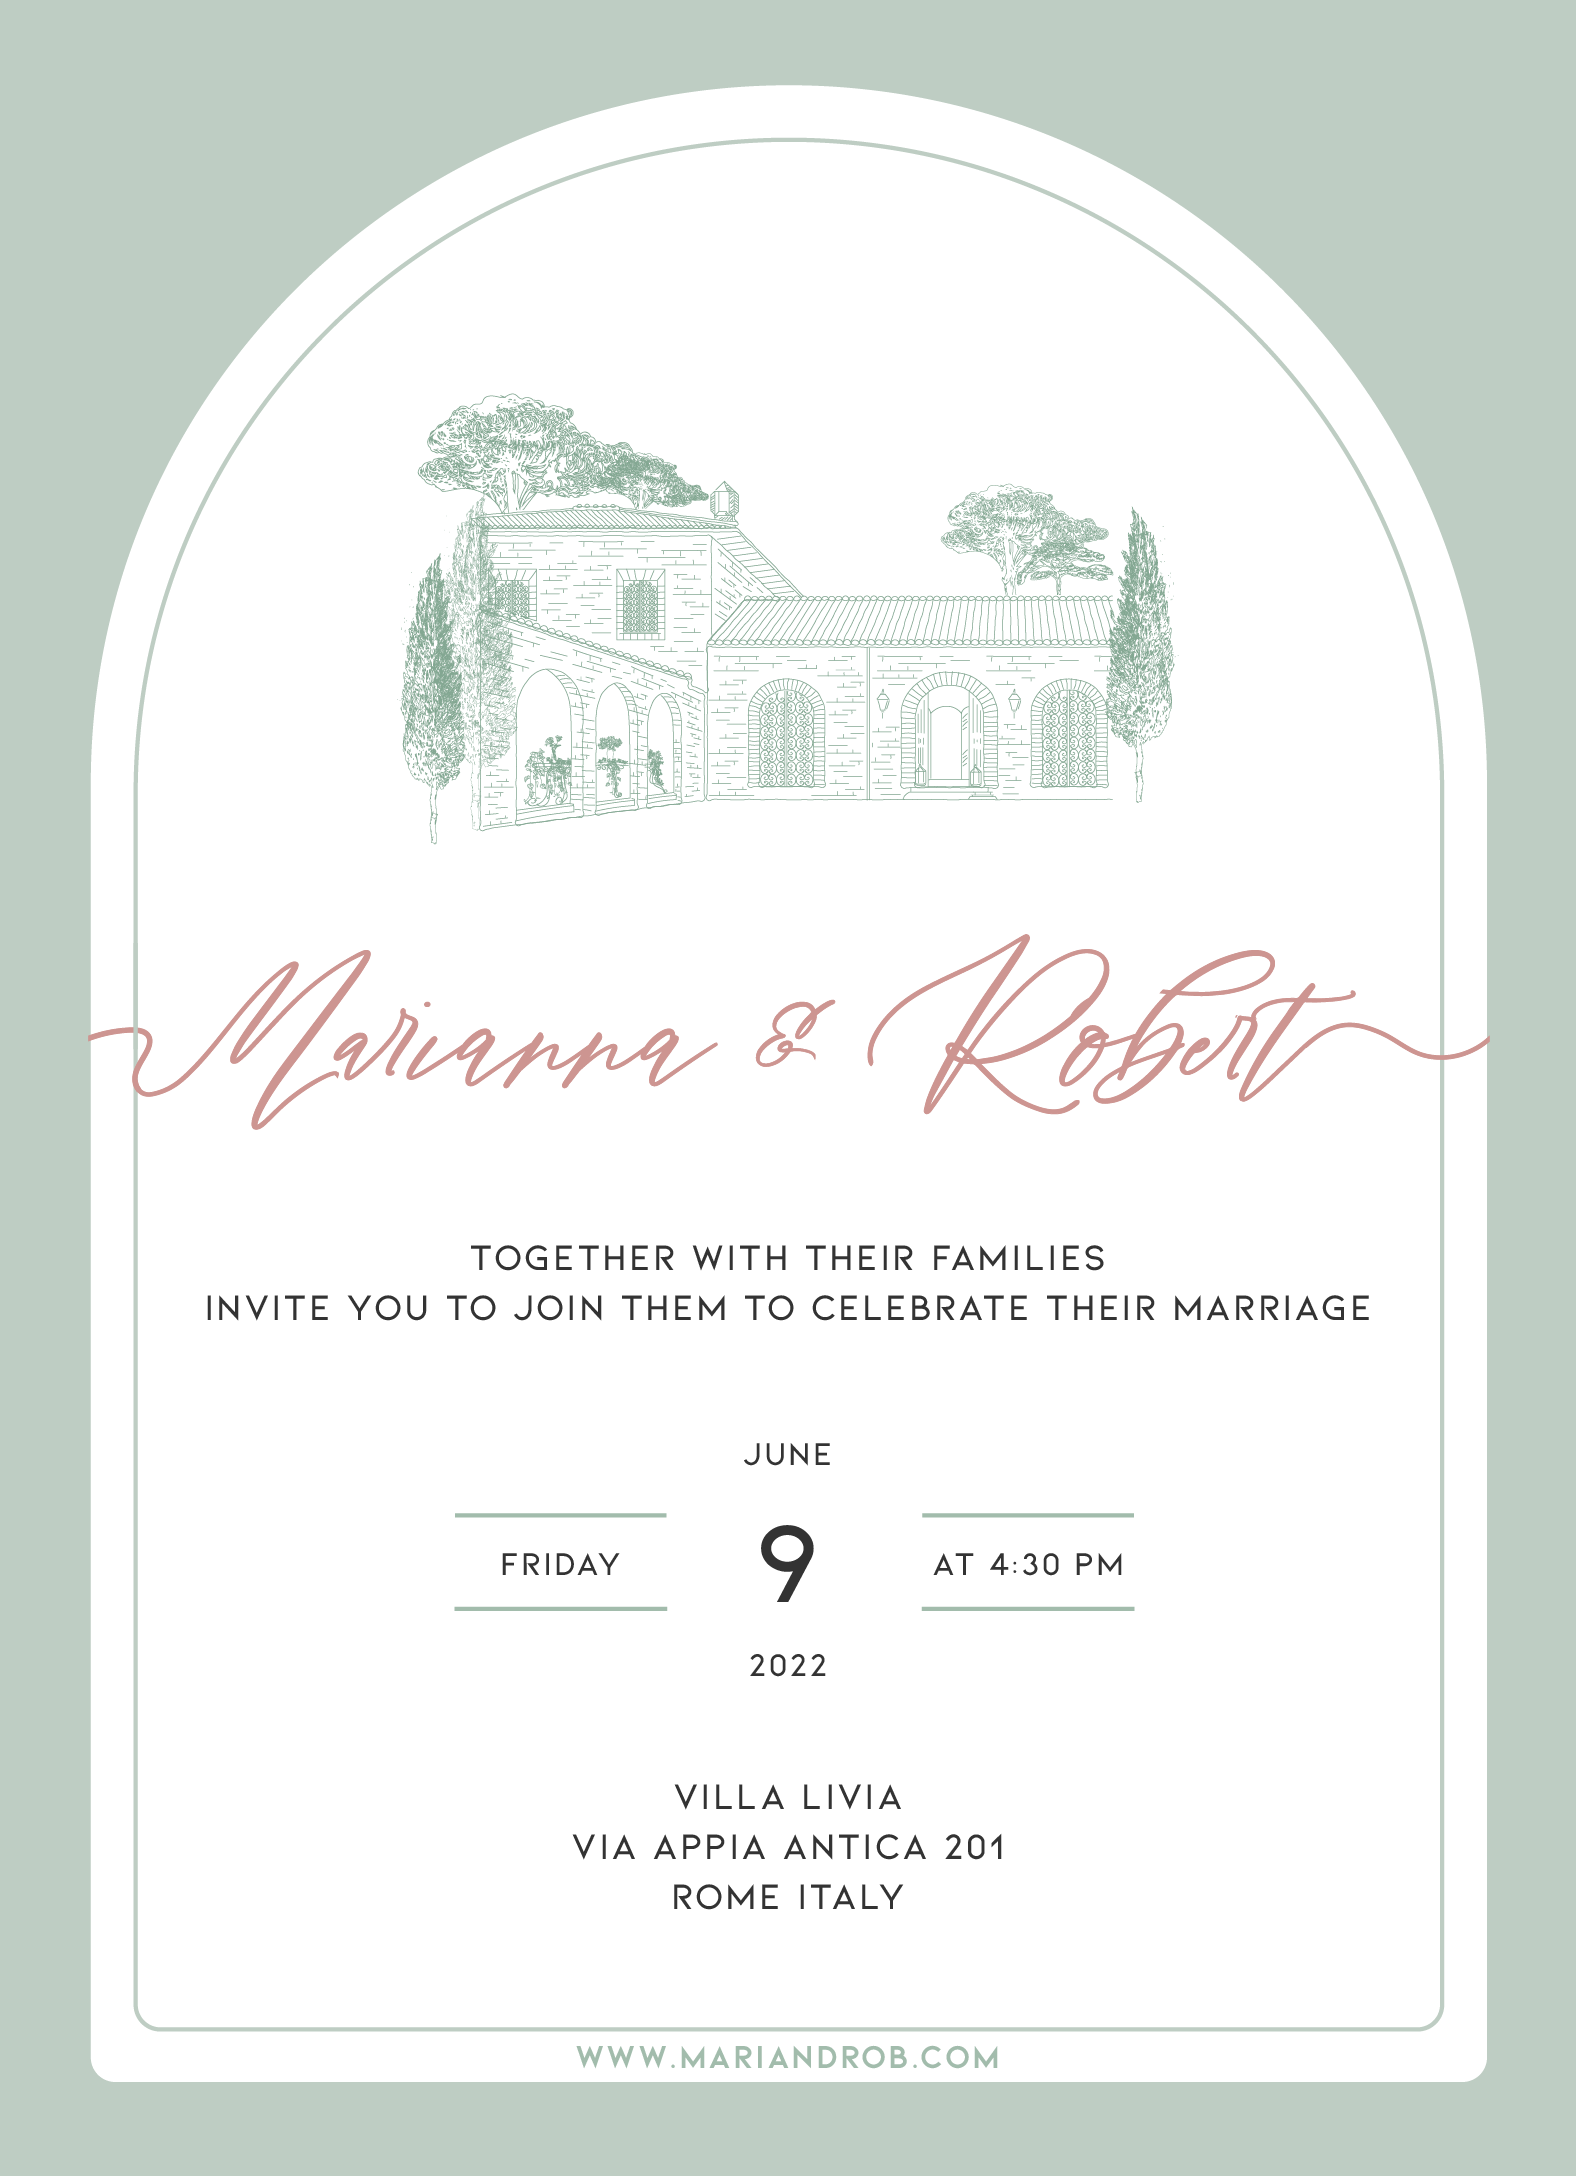 Marianna & Robert
TOGETHER WITH THEIR FAMILIES
INVITE YOU TO JOIN THEM TO CELEBRATE THEIR MARRIAGE
JUNE
FRIDAY 9 AT 4:30 PM
2022
VILLA LIVIA
VIA APPIA ANTICA 201
ROME ITALY
WWW.MARIANDROB.COM